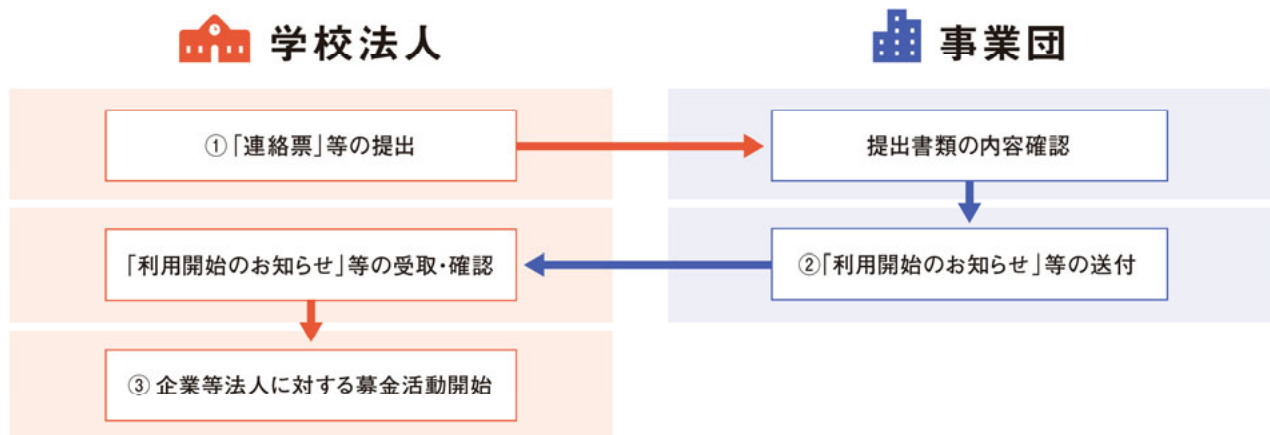 学校法人
事業団
①「連絡票」等の提出
提出書類の内容確認
「利用開始のお知らせ」等の受取・確認
②「利用開始のお知らせ」等の送付
③ 企業等法人に対する募金活動開始